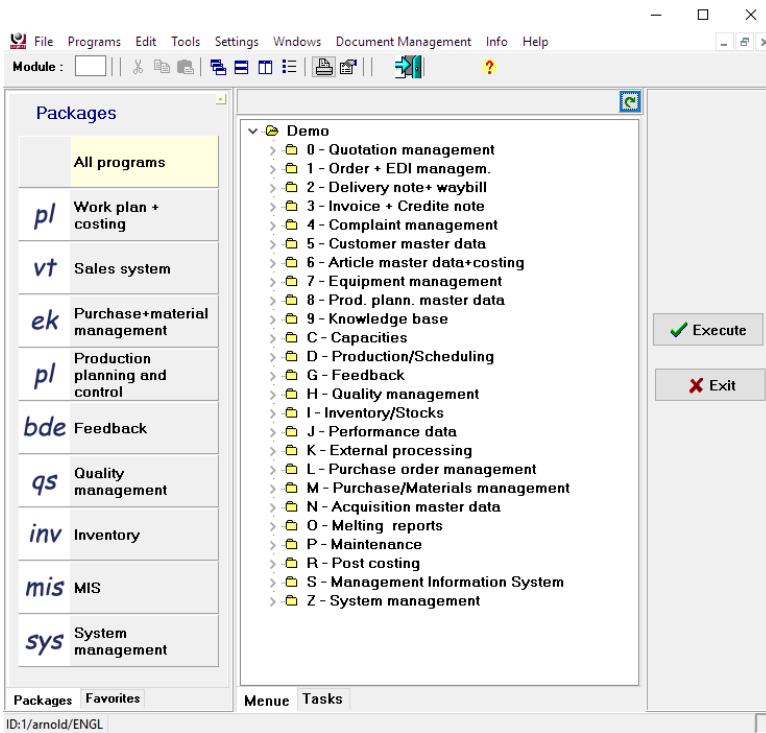 File Programs Edit Tools Settings Wndows Document Management Info Help
Module :
?
Packages
All programs
pl Work plan +
costing
vt Sales system
ek Purchase+material
management
pl Production
planning and
control
bde Feedback
qs Quality
management
inv Inventory
mis MIS
sys System
management
Packages Favorites
Demo
0 - Quotation management
1 - Order + EDI managem.
2 - Delivery note+ waybill
3 - Invoice + Credite note
4 - Complaint management
5 - Customer master data
6 - Article master data+costing
7 - Equipment management
8 - Prod. plann. master data
9 - Knowledge base
C - Capacities
D - Production/Scheduling
G - Feedback
H - Quality management
I - Inventory/Stocks
J - Performance data
K - External processing
L - Purchase order management
M - Purchase/Materials management
N - Acquisition master data
O - Melting reports
P - Maintenance
R - Post costing
S - Management Information System
Z - System management
Menue Tasks
Execute
Exit
ID:1/arnold/ENGL